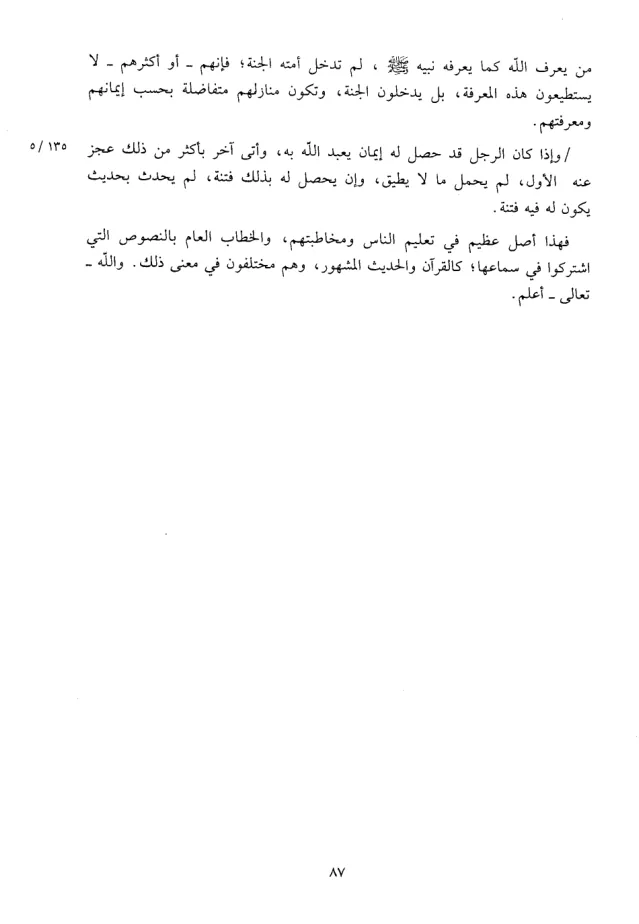 من يعرف الله كما يعرفه نبيه ﷺ ، لم تدخل أمته الجنة؛ فإنهم ـ أو أكثرهم ـ لا
يستطيعون هذه المعرفة، بل يدخلون الجنة، وتكون منازلهم متفاضلة بحسب إيمانهم
ومعرفتهم.
/ وإذا كان الرجل قد حصل له إيمان يعبد الله به، وأتى آخر بأكثر من ذلك عجز ١٣٥ / ٥
عنه الأول، لم يحمل ما لا يطيق، وإن يحصل له بذلك فتنة، لم يحدث بحديث
يكون له فيه فتنة.
فهذا أصل عظيم في تعليم الناس ومخاطبتهم، والخطاب العام بالنصوص التي
اشتركوا في سماعها؛ كالقرآن والحديث المشهور، وهم مختلفون في معنى ذلك. والله ـ
تعالى ـ أعلم.
٨٧